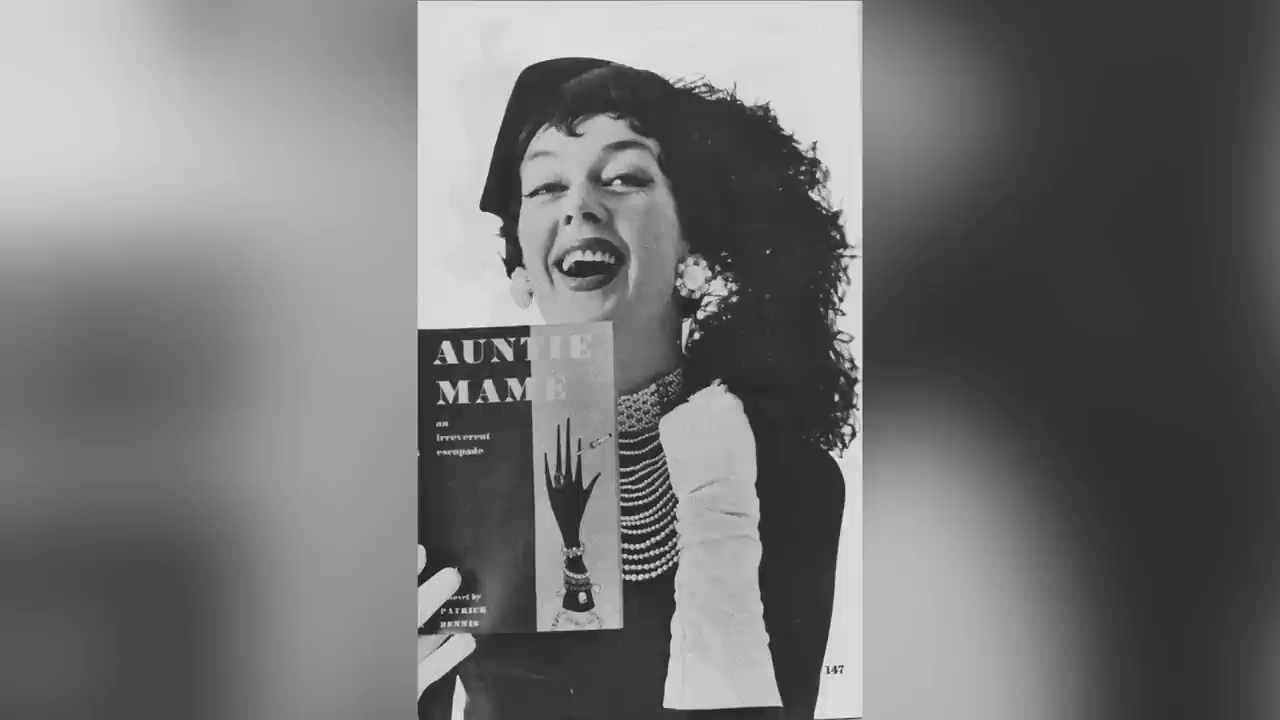 AUNTIE
MAME
an
irreverent
escapade
novel by
PATRICK
DENNIS
147